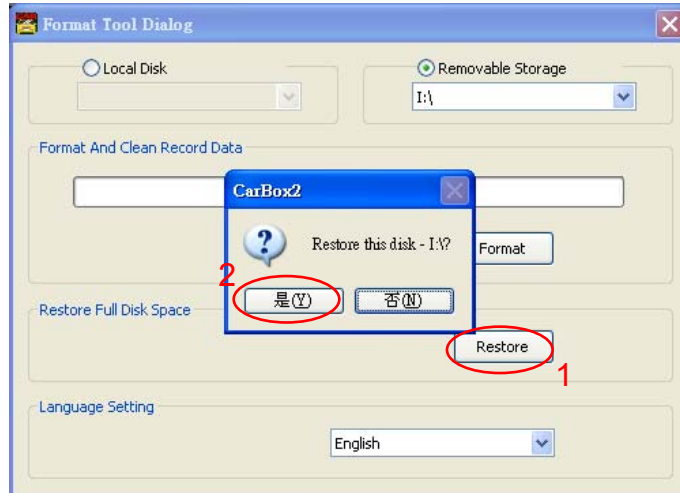 Format Tool Dialog
Local Disk
Removable Storage
I:\
Format And Clean Record Data
CarBox2
Restore this disk - I:\?
Format
2
是(Y)
否(N)
Restore Full Disk Space
Restore
1
Language Setting
English